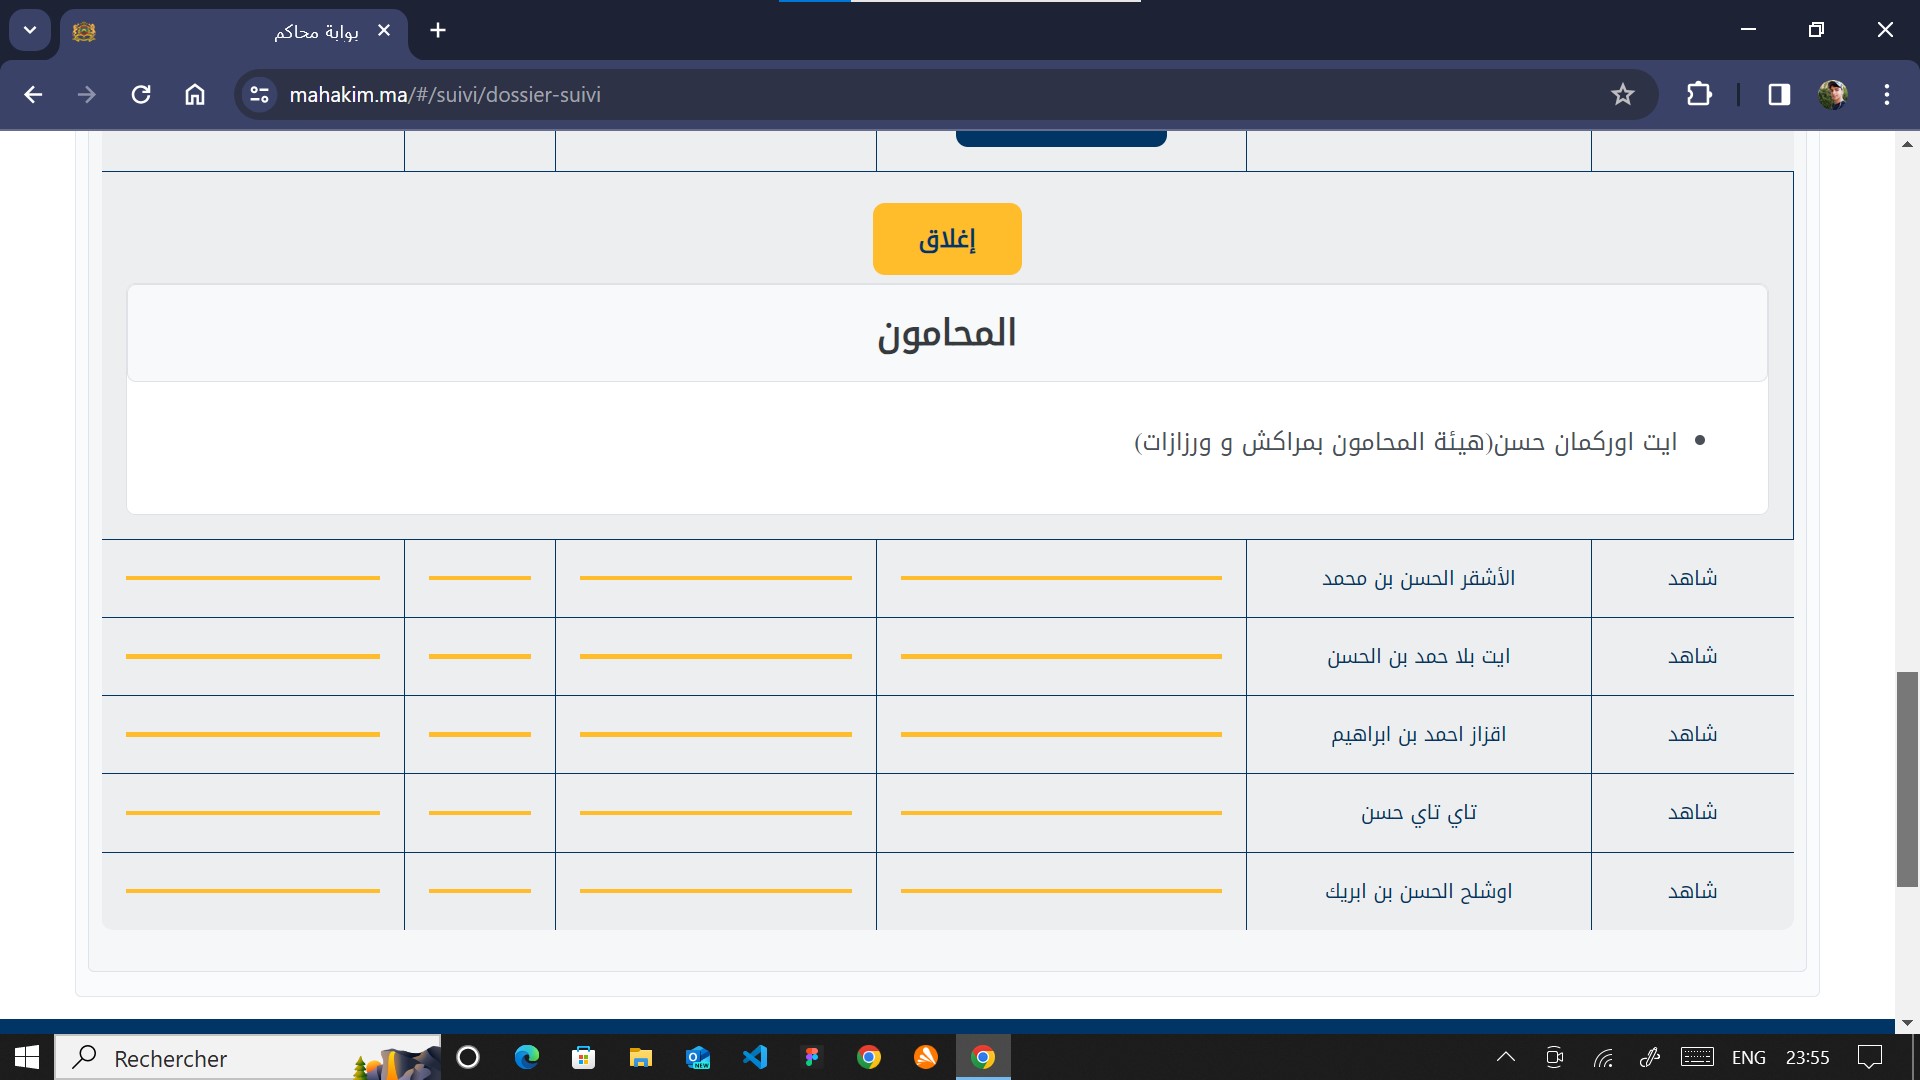 بوابة محاكم
mahakim.ma/#/suivi/dossier-suivi
إغلاق
المحامون
ايت اوركمان حسن(هيئة المحامون بمراكش و ورزازات)
شاهد الأشقر الحسن بن محمد
شاهد ايت بلا حمد بن الحسن
شاهد اقزاز احمد بن ابراهيم
شاهد تاي تاي حسن
شاهد اوشلح الحسن بن ابريك
Rechercher
NEW
ENG 23:55